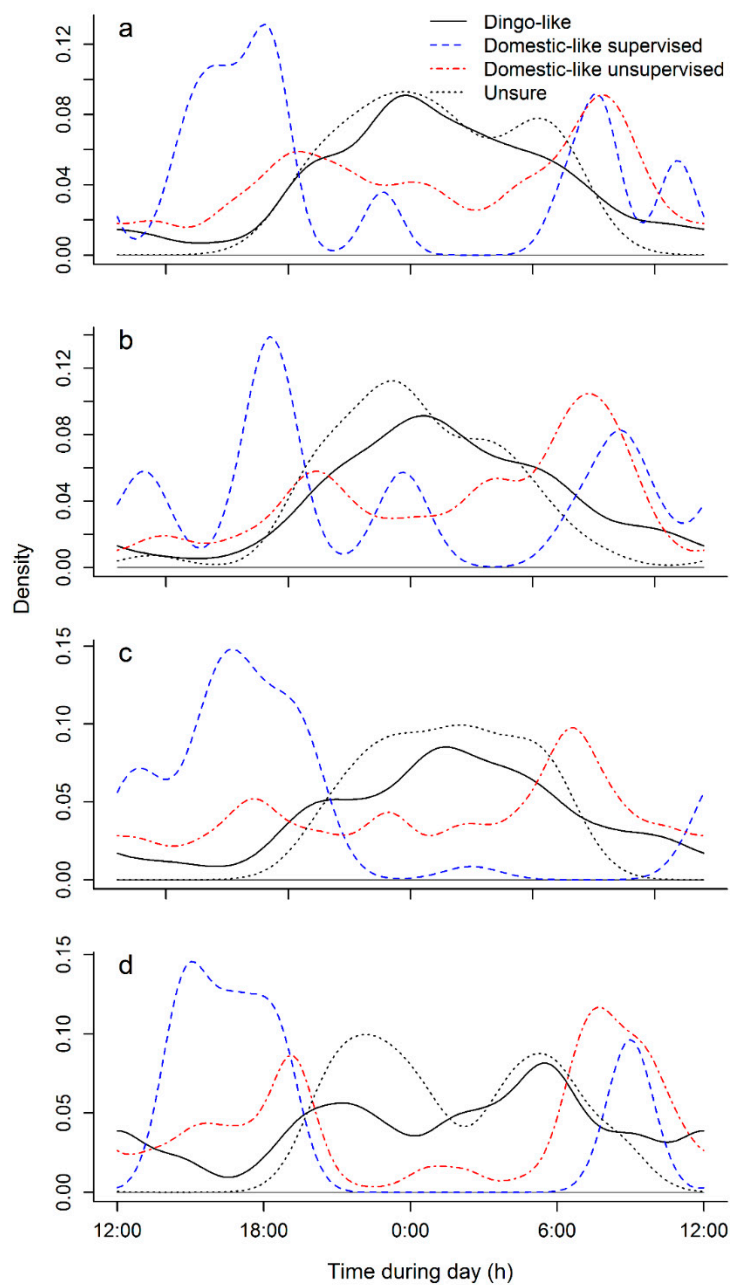 a
Dingo-like
Domestic-like supervised
Domestic-like unsupervised
Unsure
0.12
0.08
0.04
0.00
b
0.12
0.08
0.04
0.00
Density
c
0.15
0.10
0.05
0.00
d
0.15
0.10
0.05
0.00
12:00 18:00 0:00 6:00 12:00
Time during day (h)